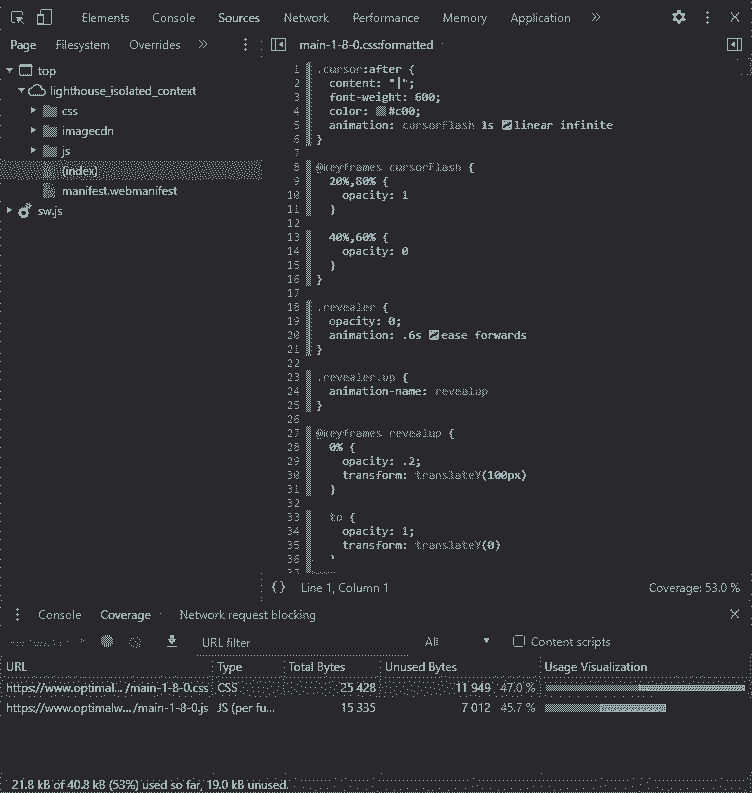 Elements Console Sources Network Performance Memory Application »
Page Filesystem Overrides » main-1-8-0.css:formatted
top
lighthouse_isolated_context
css
imagecdn
js
(index)
manifest.webmanifest
sw.js
1 .cursor:after {
2 content: "|";
3 font-weight: 600;
4 color: #c00;
5 animation: cursorflash 1s linear infinite
6 }
7
8 @keyframes cursorflash {
9 20%,80% {
10 opacity: 1
11 }
12
13 40%,60% {
14 opacity: 0
15 }
16 }
17
18 .revealer {
19 opacity: 0;
20 animation: .6s ease forwards
21 }
22
23 .revealer.up {
24 animation-name: revealup
25 }
26
27 @keyframes revealup {
28 0% {
29 opacity: .2;
30 transform: translateY(100px)
31 }
32
33 to {
34 opacity: 1;
35 transform: translateY(0)
36 }
{} Line 1, Column 1 Coverage: 53.0 %
Console Coverage Network request blocking
URL filter All Content scripts
URL Type Total Bytes Unused Bytes Usage Visualization
https://www.optimal… /main-1-8-0.css CSS 25 428 11 949 47.0 %
https://www.optimalw… /main-1-8-0.js JS (per fu… 15 335 7 012 45.7 %
21.8 kB of 40.8 kB (53%) used so far, 19.0 kB unused.